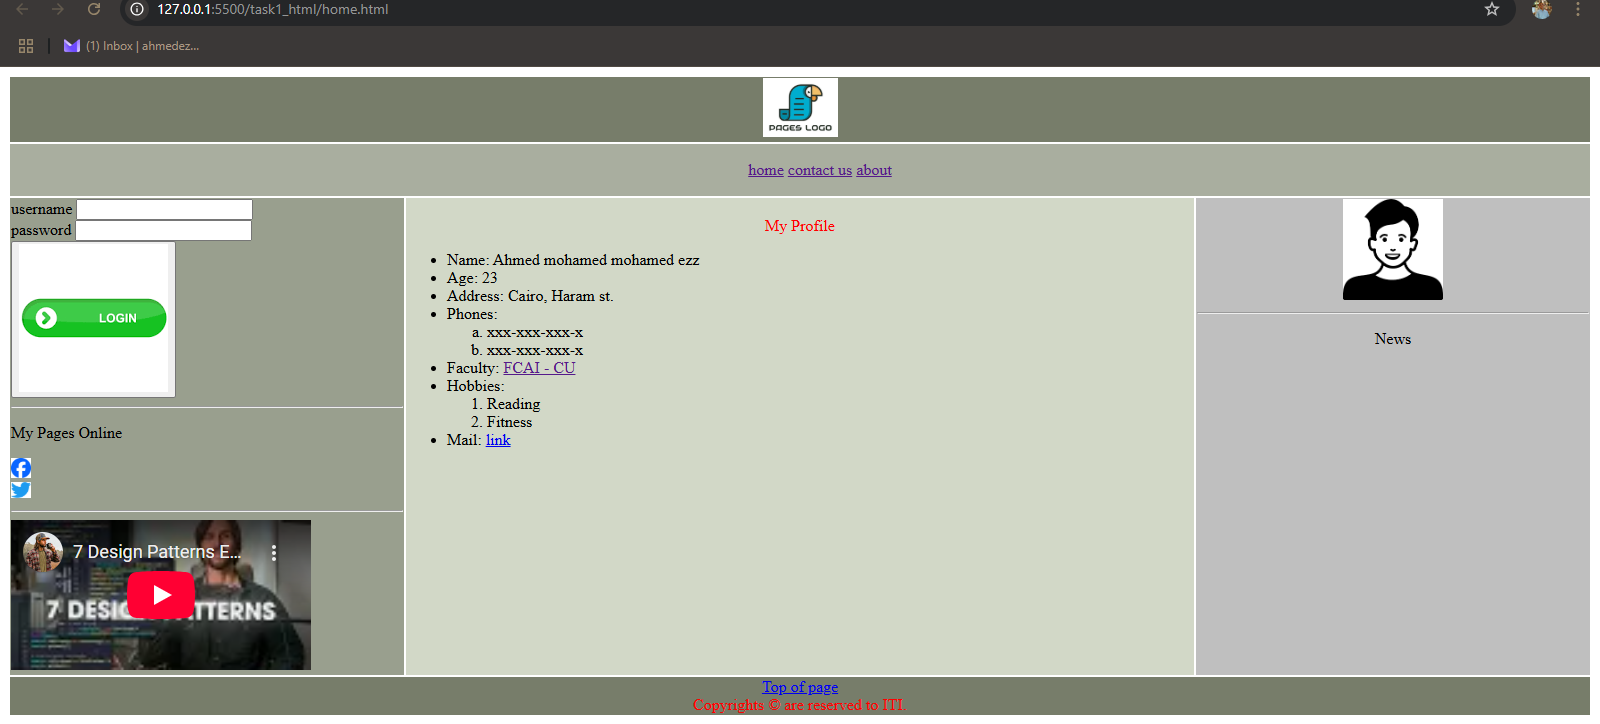 127.0.0.1:5500/task1_html/home.html
(1) Inbox | ahmedez...
PAGES LOGO
home contact us about
username
password
LOGIN
My Pages Online
7 Design Patterns E...
7 DESIGN PATTERNS
My Profile
• Name: Ahmed mohamed mohamed ezz
• Age: 23
• Address: Cairo, Haram st.
• Phones:
a. xxx-xxx-xxx-x
b. xxx-xxx-xxx-x
• Faculty: FCAI - CU
• Hobbies:
1. Reading
2. Fitness
• Mail: link
News
Top of page
Copyrights © are reserved to ITI.